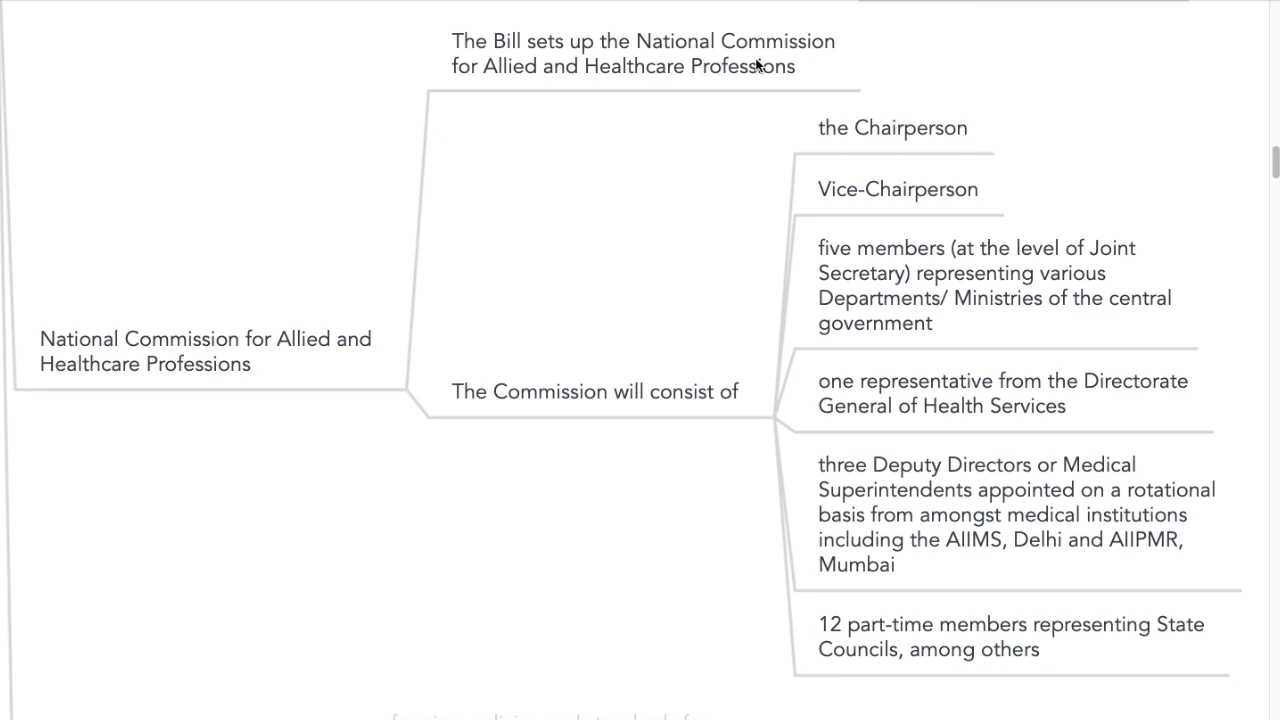 The Bill sets up the National Commission
for Allied and Healthcare Professions
the Chairperson
Vice-Chairperson
five members (at the level of Joint
Secretary) representing various
Departments/ Ministries of the central
government
National Commission for Allied and
Healthcare Professions
The Commission will consist of
one representative from the Directorate
General of Health Services
three Deputy Directors or Medical
Superintendents appointed on a rotational
basis from amongst medical institutions
including the AIIMS, Delhi and AIIPMR,
Mumbai
12 part-time members representing State
Councils, among others